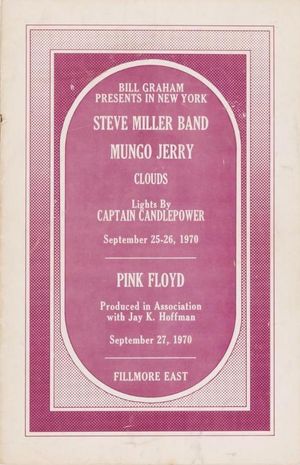 BILL GRAHAM
PRESENTS IN NEW YORK
STEVE MILLER BAND
MUNGO JERRY
CLOUDS
Lights By
CAPTAIN CANDLEPOWER
September 25-26, 1970
PINK FLOYD
Produced in Association
with Jay K. Hoffman
September 27, 1970
FILLMORE EAST